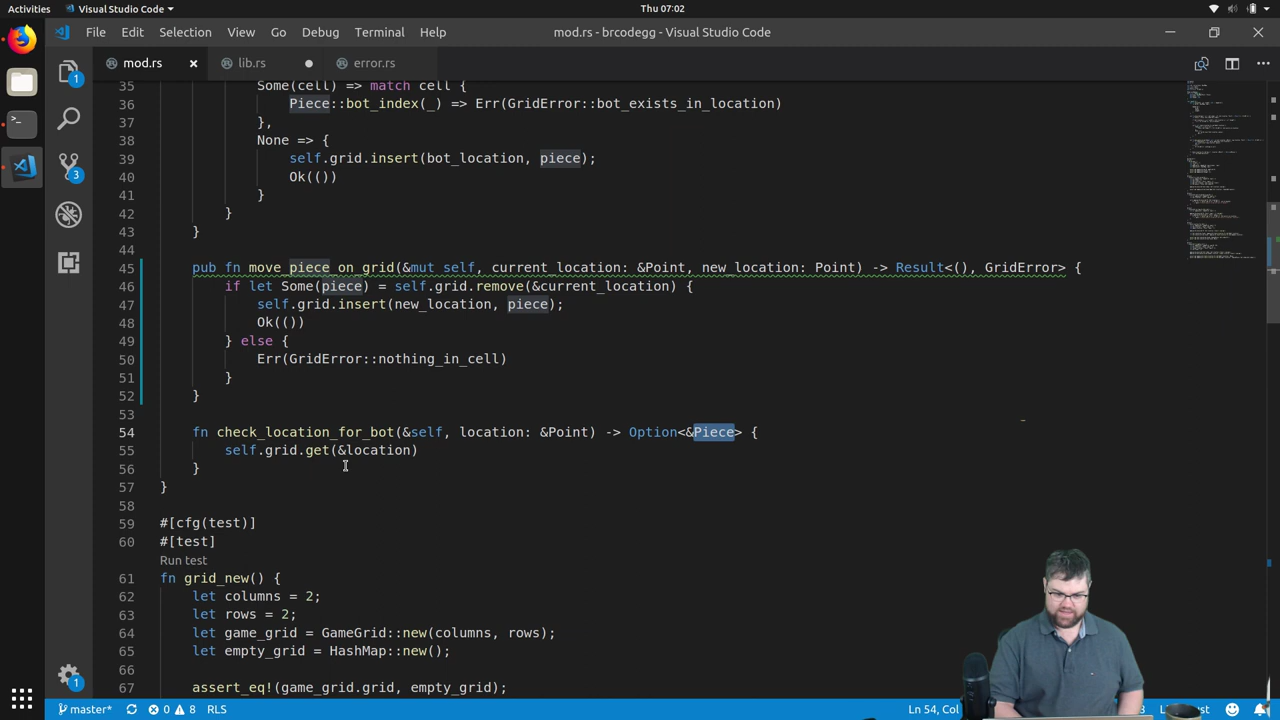 Activities Visual Studio Code Thu 07:02
File Edit Selection View Go Debug Terminal Help mod.rs - brcodegg - Visual Studio Code
mod.rs lib.rs error.rs
35 Some(cell) => match cell {
36 Piece::bot_index(_) => Err(GridError::bot_exists_in_location)
37 },
38 None => {
39 self.grid.insert(bot_location, piece);
40 Ok(())
41 }
42 }
43 }
44
45 pub fn move_piece_on_grid(&mut self, current_location: &Point, new_location: Point) -> Result<(), GridError> {
46 if let Some(piece) = self.grid.remove(&current_location) {
47 self.grid.insert(new_location, piece);
48 Ok(())
49 } else {
50 Err(GridError::nothing_in_cell)
51 }
52 }
53
54 fn check_location_for_bot(&self, location: &Point) -> Option<&Piece> {
55 self.grid.get(&location)
56 }
57 }
58
59 #[cfg(test)]
60 #[test]
Run test
61 fn grid_new() {
62 let columns = 2;
63 let rows = 2;
64 let game_grid = GameGrid::new(columns, rows);
65 let empty_grid = HashMap::new();
66
67 assert_eq!(game_grid.grid, empty_grid);
1
3
1
master* 0 8 RLS Ln 54, Col